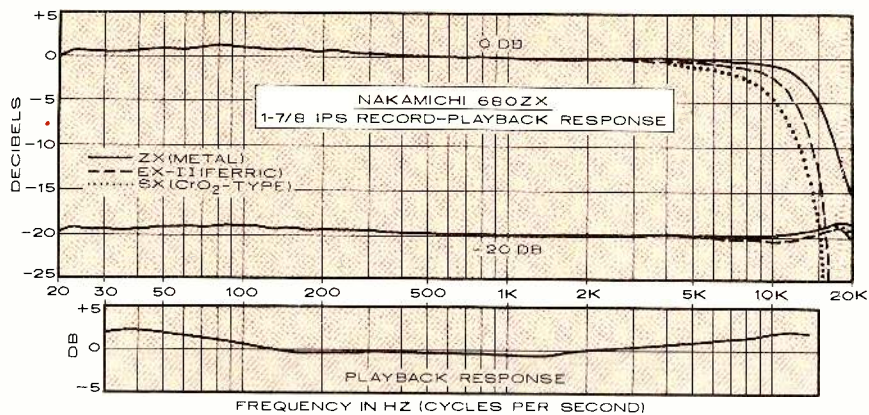 +5
0
-5
-10
-15
-20
-25
DECIBELS
0 DB
NAKAMICHI 680ZX
1-7/8 IPS RECORD-PLAYBACK RESPONSE
ZX (METAL)
EX-II (FERRIC)
SX (CrO₂-TYPE)
-20 DB
20 30 50 100 200 500 1K 2K 5K 10K 20K
+5
0
-5
DB
PLAYBACK RESPONSE
FREQUENCY IN HZ (CYCLES PER SECOND)